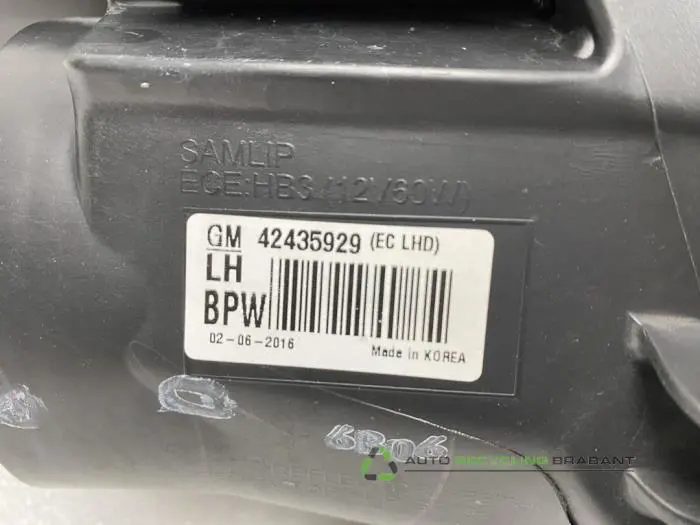 SAMLIP
ECE:HB3 (12V60W)
GM 42435929 (EC LHD)
LH
BPW
02-06-2016 Made in KOREA
6B06
AUTO RECYCLING BRABANT